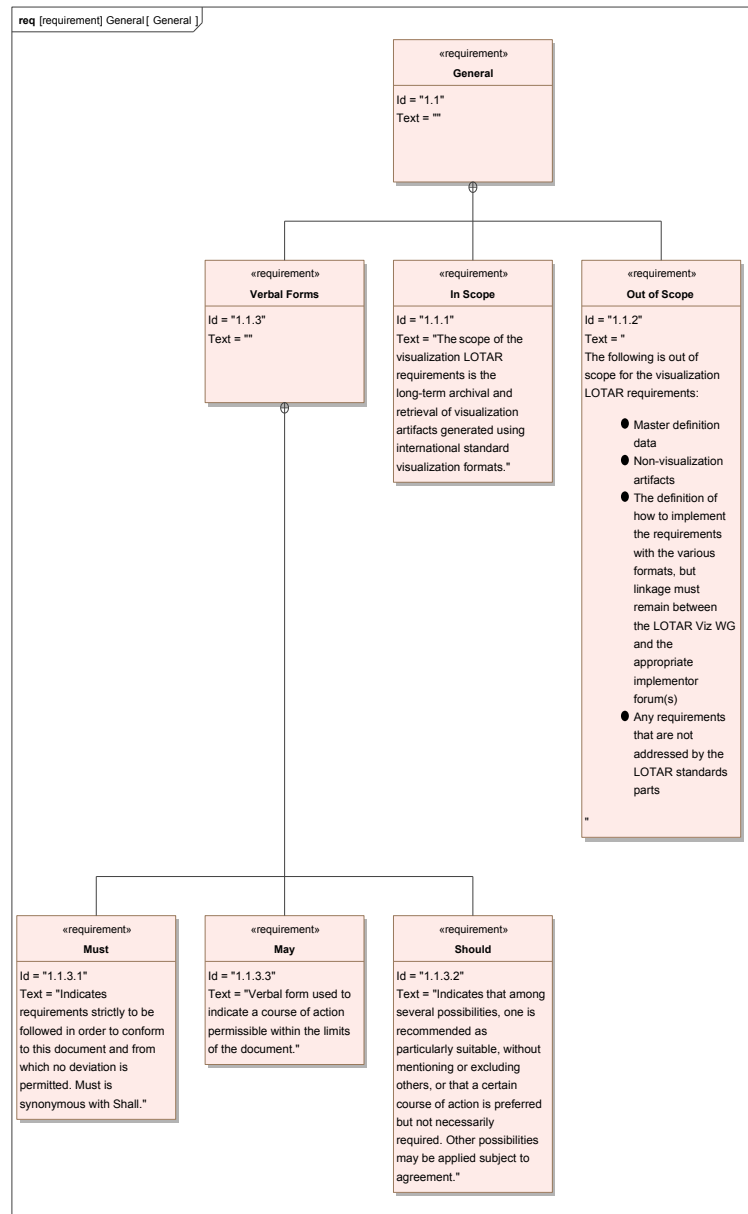 req [requirement] General[ General ]
«requirement»
General
Id = "1.1"
Text = ""
«requirement»
Verbal Forms
Id = "1.1.3"
Text = ""
«requirement»
In Scope
Id = "1.1.1"
Text = "The scope of the
visualization LOTAR
requirements is the
long-term archival and
retrieval of visualization
artifacts generated using
international standard
visualization formats."
«requirement»
Out of Scope
Id = "1.1.2"
Text = "
The following is out of
scope for the visualization
LOTAR requirements:
● Master definition
data
● Non-visualization
artifacts
● The definition of
how to implement
the requirements
with the various
formats, but
linkage must
remain between
the LOTAR Viz WG
and the
appropriate
implementor
forum(s)
● Any requirements
that are not
addressed by the
LOTAR standards
parts
"
«requirement»
Must
Id = "1.1.3.1"
Text = "Indicates
requirements strictly to be
followed in order to conform
to this document and from
which no deviation is
permitted. Must is
synonymous with Shall."
«requirement»
May
Id = "1.1.3.3"
Text = "Verbal form used to
indicate a course of action
permissible within the limits
of the document."
«requirement»
Should
Id = "1.1.3.2"
Text = "Indicates that among
several possibilities, one is
recommended as
particularly suitable, without
mentioning or excluding
others, or that a certain
course of action is preferred
but not necessarily
required. Other possibilities
may be applied subject to
agreement."